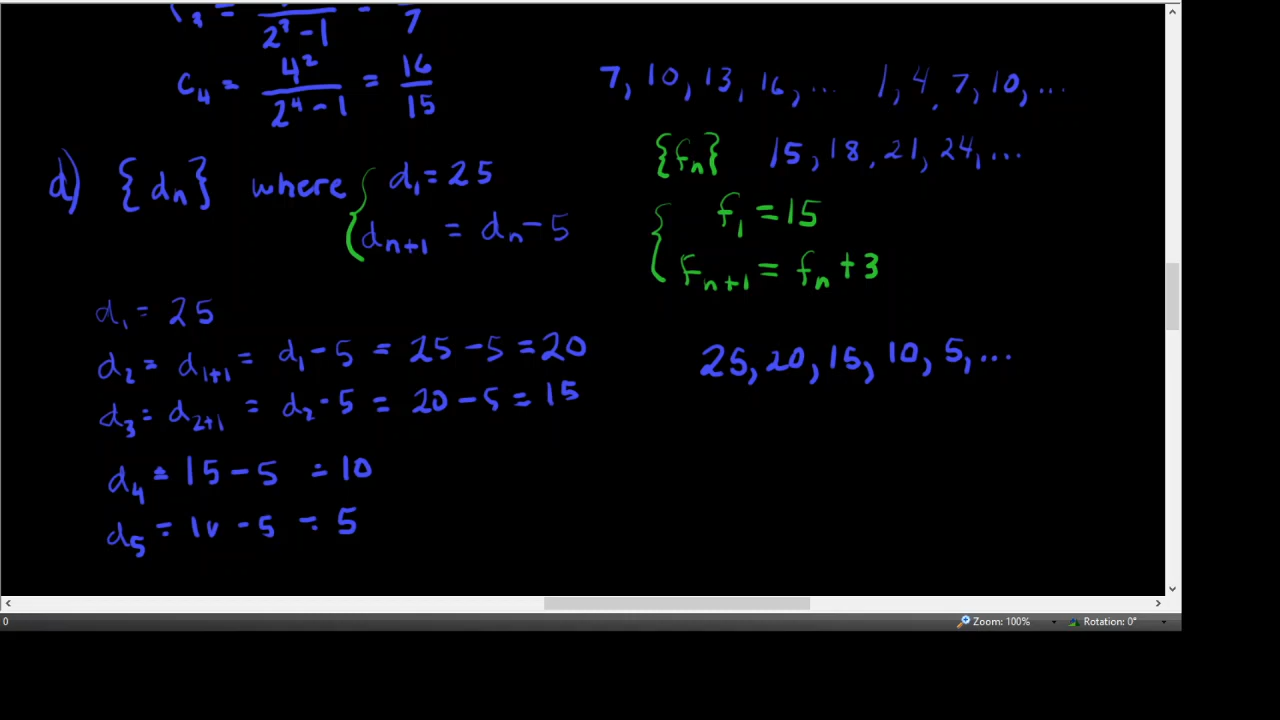 2³ − 1 7
c₄ = 4² / (2⁴ − 1) = 16/15
d) {dₙ} where { d₁ = 25
dₙ₊₁ = dₙ − 5
d₁ = 25
d₂ = d₁₊₁ = d₁ − 5 = 25 − 5 = 20
d₃ = d₂₊₁ = d₂ − 5 = 20 − 5 = 15
d₄ = 15 − 5 = 10
d₅ = 10 − 5 = 5
7, 10, 13, 16, ... 1, 4, 7, 10, ...
{fₙ} 15, 18, 21, 24, ...
{ f₁ = 15
fₙ₊₁ = fₙ + 3
25, 20, 15, 10, 5, ...
0 Zoom: 100% Rotation: 0°